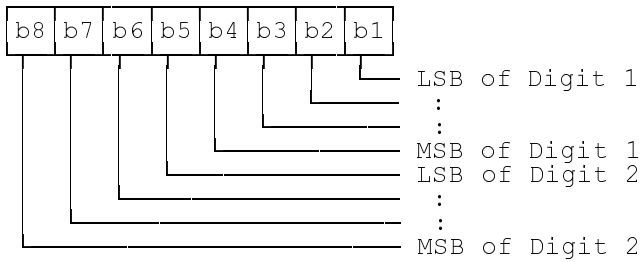 b8 b7 b6 b5 b4 b3 b2 b1
LSB of Digit 1
:
:
MSB of Digit 1
LSB of Digit 2
:
:
MSB of Digit 2